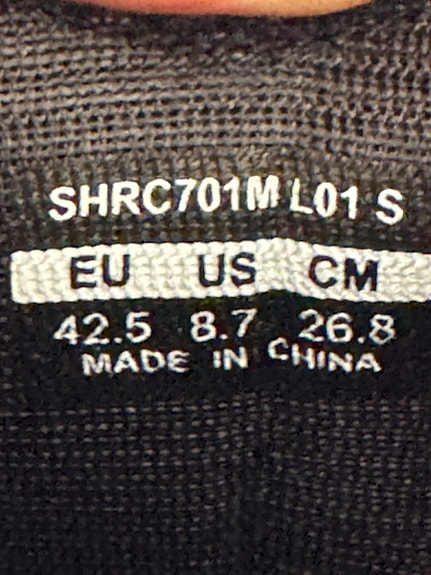 SHRC701M L01 S
EU US CM
42.5 8.7 26.8
MADE IN CHINA